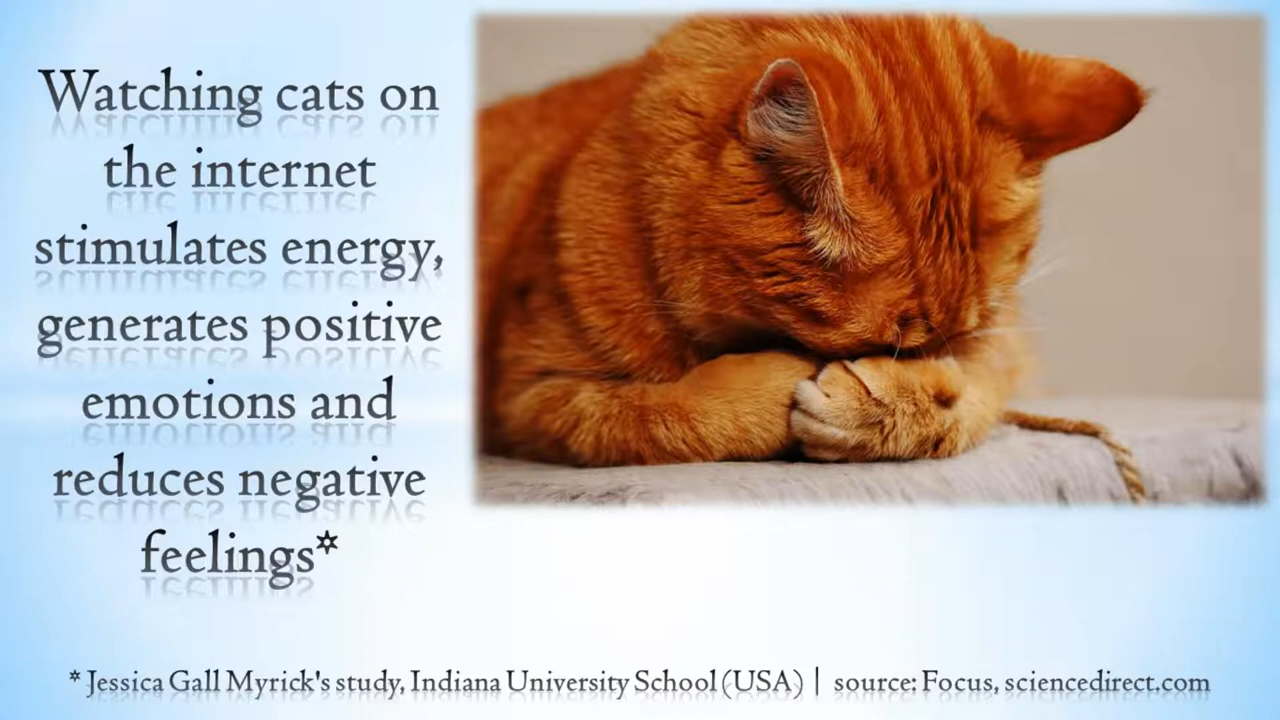 Watching cats on
the internet
stimulates energy,
generates positive
emotions and
reduces negative
feelings*
* Jessica Gall Myrick's study, Indiana University School (USA) | source: Focus, sciencedirect.com